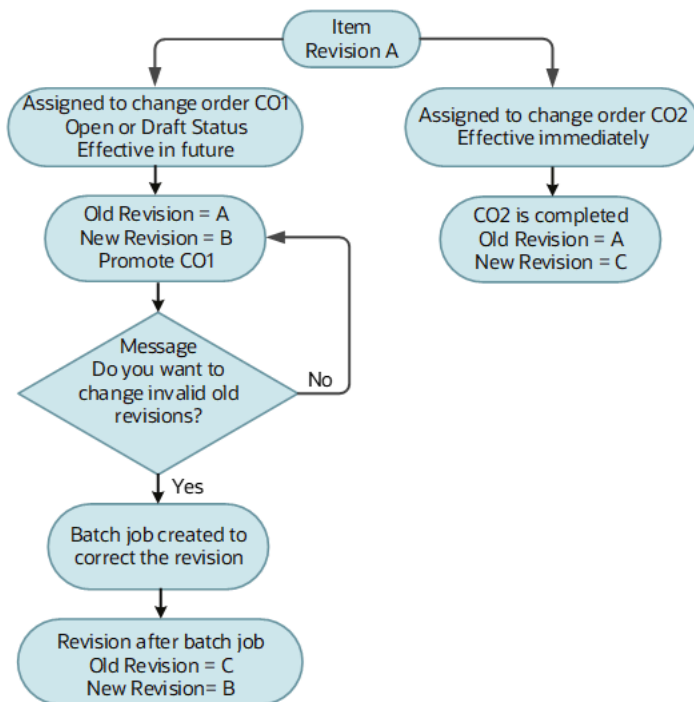 Item
Revision A
Assigned to change order CO1
Open or Draft Status
Effective in future
Assigned to change order CO2
Effective immediately
Old Revision = A
New Revision = B
Promote CO1
CO2 is completed
Old Revision = A
New Revision = C
Message
Do you want to
change invalid old
revisions?
No
Yes
Batch job created to
correct the revision
Revision after batch job
Old Revision = C
New Revision= B